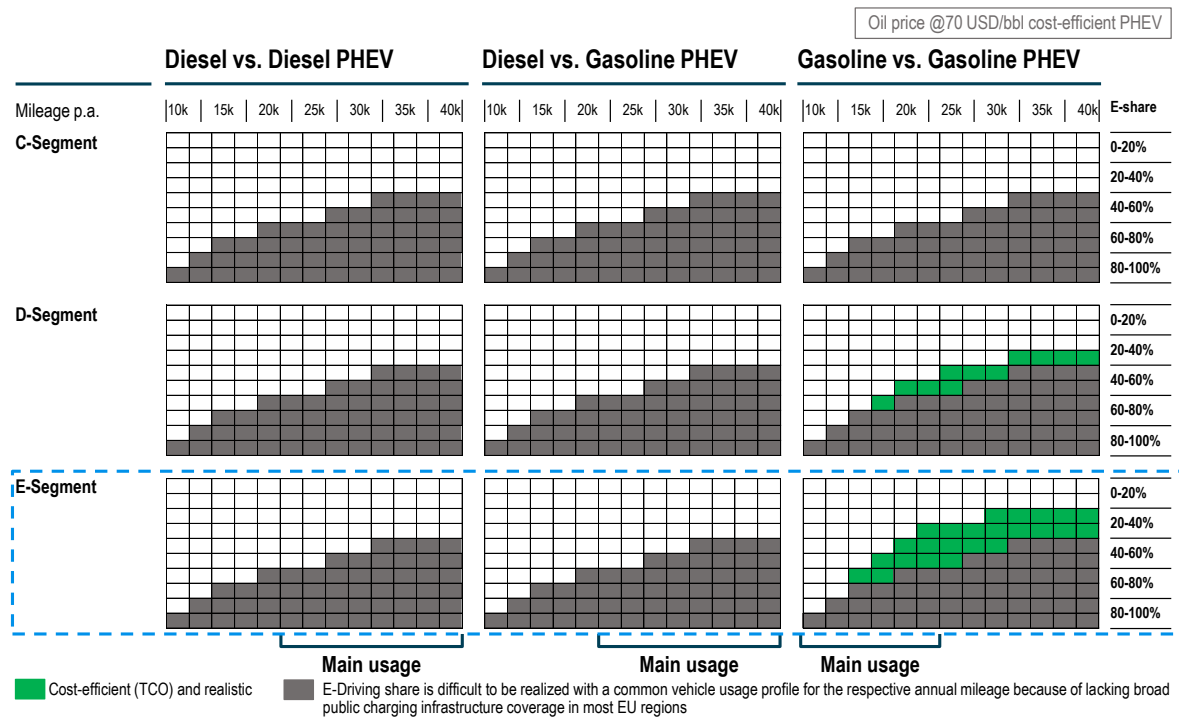 Oil price @70 USD/bbl cost-efficient PHEV
Diesel vs. Diesel PHEV
Diesel vs. Gasoline PHEV
Gasoline vs. Gasoline PHEV
Mileage p.a.
10k 15k 20k 25k 30k 35k 40k
10k 15k 20k 25k 30k 35k 40k
10k 15k 20k 25k 30k 35k 40k
E-share
C-Segment
0-20%
20-40%
40-60%
60-80%
80-100%
D-Segment
0-20%
20-40%
40-60%
60-80%
80-100%
E-Segment
0-20%
20-40%
40-60%
60-80%
80-100%
Main usage
Main usage
Main usage
Cost-efficient (TCO) and realistic
E-Driving share is difficult to be realized with a common vehicle usage profile for the respective annual mileage because of lacking broad
public charging infrastructure coverage in most EU regions